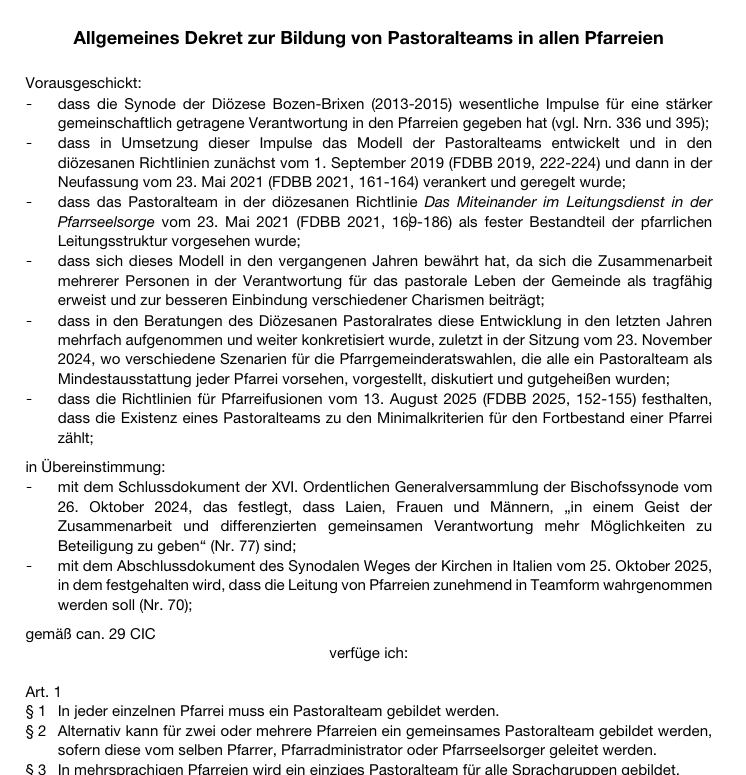 Allgemeines Dekret zur Bildung von Pastoralteams in allen Pfarreien
Vorausgeschickt:
- dass die Synode der Diözese Bozen-Brixen (2013-2015) wesentliche Impulse für eine stärker
gemeinschaftlich getragene Verantwortung in den Pfarreien gegeben hat (vgl. Nrn. 336 und 395);
- dass in Umsetzung dieser Impulse das Modell der Pastoralteams entwickelt und in den
diözesanen Richtlinien zunächst vom 1. September 2019 (FDBB 2019, 222-224) und dann in der
Neufassung vom 23. Mai 2021 (FDBB 2021, 161-164) verankert und geregelt wurde;
- dass das Pastoralteam in der diözesanen Richtlinie Das Miteinander im Leitungsdienst in der
Pfarrseelsorge vom 23. Mai 2021 (FDBB 2021, 169-186) als fester Bestandteil der pfarrlichen
Leitungsstruktur vorgesehen wurde;
- dass sich dieses Modell in den vergangenen Jahren bewährt hat, da sich die Zusammenarbeit
mehrerer Personen in der Verantwortung für das pastorale Leben der Gemeinde als tragfähig
erweist und zur besseren Einbindung verschiedener Charismen beiträgt;
- dass in den Beratungen des Diözesanen Pastoralrates diese Entwicklung in den letzten Jahren
mehrfach aufgenommen und weiter konkretisiert wurde, zuletzt in der Sitzung vom 23. November
2024, wo verschiedene Szenarien für die Pfarrgemeinderatswahlen, die alle ein Pastoralteam als
Mindestausstattung jeder Pfarrei vorsehen, vorgestellt, diskutiert und gutgeheißen wurden;
- dass die Richtlinien für Pfarreifusionen vom 13. August 2025 (FDBB 2025, 152-155) festhalten,
dass die Existenz eines Pastoralteams zu den Minimalkriterien für den Fortbestand einer Pfarrei
zählt;
in Übereinstimmung:
- mit dem Schlussdokument der XVI. Ordentlichen Generalversammlung der Bischofssynode vom
26. Oktober 2024, das festlegt, dass Laien, Frauen und Männern, „in einem Geist der
Zusammenarbeit und differenzierten gemeinsamen Verantwortung mehr Möglichkeiten zu
Beteiligung zu geben“ (Nr. 77) sind;
- mit dem Abschlussdokument des Synodalen Weges der Kirchen in Italien vom 25. Oktober 2025,
in dem festgehalten wird, dass die Leitung von Pfarreien zunehmend in Teamform wahrgenommen
werden soll (Nr. 70);
gemäß can. 29 CIC
verfüge ich:
Art. 1
§ 1 In jeder einzelnen Pfarrei muss ein Pastoralteam gebildet werden.
§ 2 Alternativ kann für zwei oder mehrere Pfarreien ein gemeinsames Pastoralteam gebildet werden,
sofern diese vom selben Pfarrer, Pfarradministrator oder Pfarrseelsorger geleitet werden.
§ 3 In mehrsprachigen Pfarreien wird ein einziges Pastoralteam für alle Sprachgruppen gebildet.